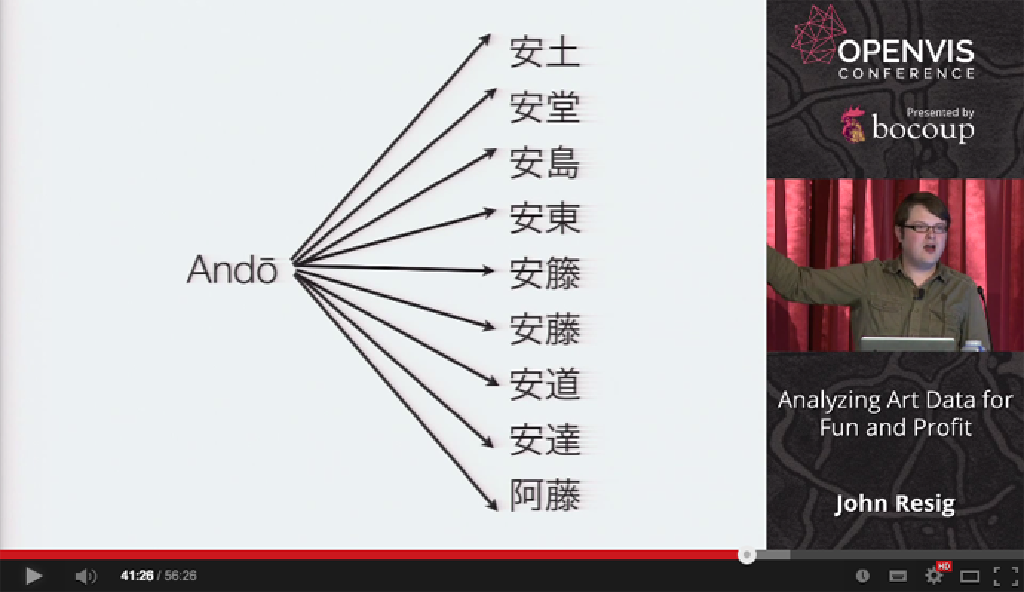 Andō
安土
安堂
安島
安東
安籐
安藤
安道
安達
阿藤
OPENVIS
CONFERENCE
Presented by
bocoup
Analyzing Art Data for
Fun and Profit
John Resig
41:26 / 56:26
HD